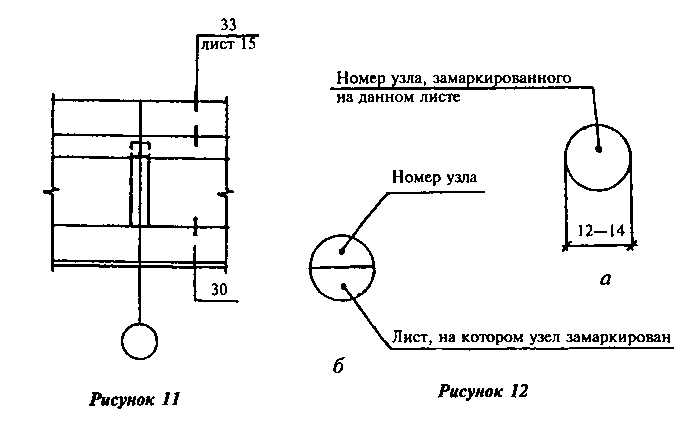 33
лист 15
30
Рисунок 11
Номер узла, замаркированного
на данном листе
12—14
а
Номер узла
Лист, на котором узел замаркирован
б
Рисунок 12